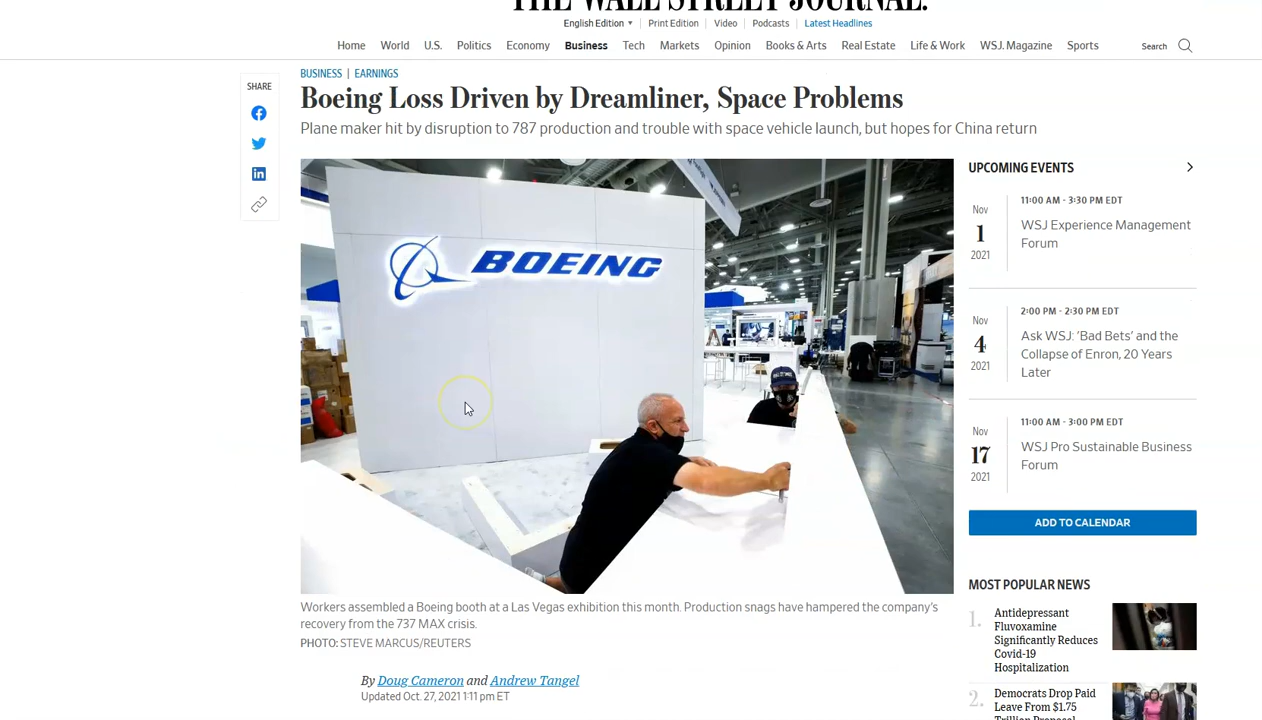 THE WALL STREET JOURNAL.
English Edition ▼ | Print Edition | Video | Podcasts | Latest Headlines
Home World U.S. Politics Economy Business Tech Markets Opinion Books & Arts Real Estate Life & Work WSJ. Magazine Sports Search
SHARE
BUSINESS | EARNINGS
Boeing Loss Driven by Dreamliner, Space Problems
Plane maker hit by disruption to 787 production and trouble with space vehicle launch, but hopes for China return
BOEING
Workers assembled a Boeing booth at a Las Vegas exhibition this month. Production snags have hampered the company's
recovery from the 737 MAX crisis.
PHOTO: STEVE MARCUS/REUTERS
By Doug Cameron and Andrew Tangel
Updated Oct. 27, 2021 1:11 pm ET
UPCOMING EVENTS
Nov
1
2021
11:00 AM - 3:30 PM EDT
WSJ Experience Management
Forum
Nov
4
2021
2:00 PM - 2:30 PM EDT
Ask WSJ: 'Bad Bets' and the
Collapse of Enron, 20 Years
Later
Nov
17
2021
11:00 AM - 3:00 PM EDT
WSJ Pro Sustainable Business
Forum
ADD TO CALENDAR
MOST POPULAR NEWS
1.
Antidepressant
Fluvoxamine
Significantly Reduces
Covid-19
Hospitalization
2.
Democrats Drop Paid
Leave From $1.75
Trillion Proposal